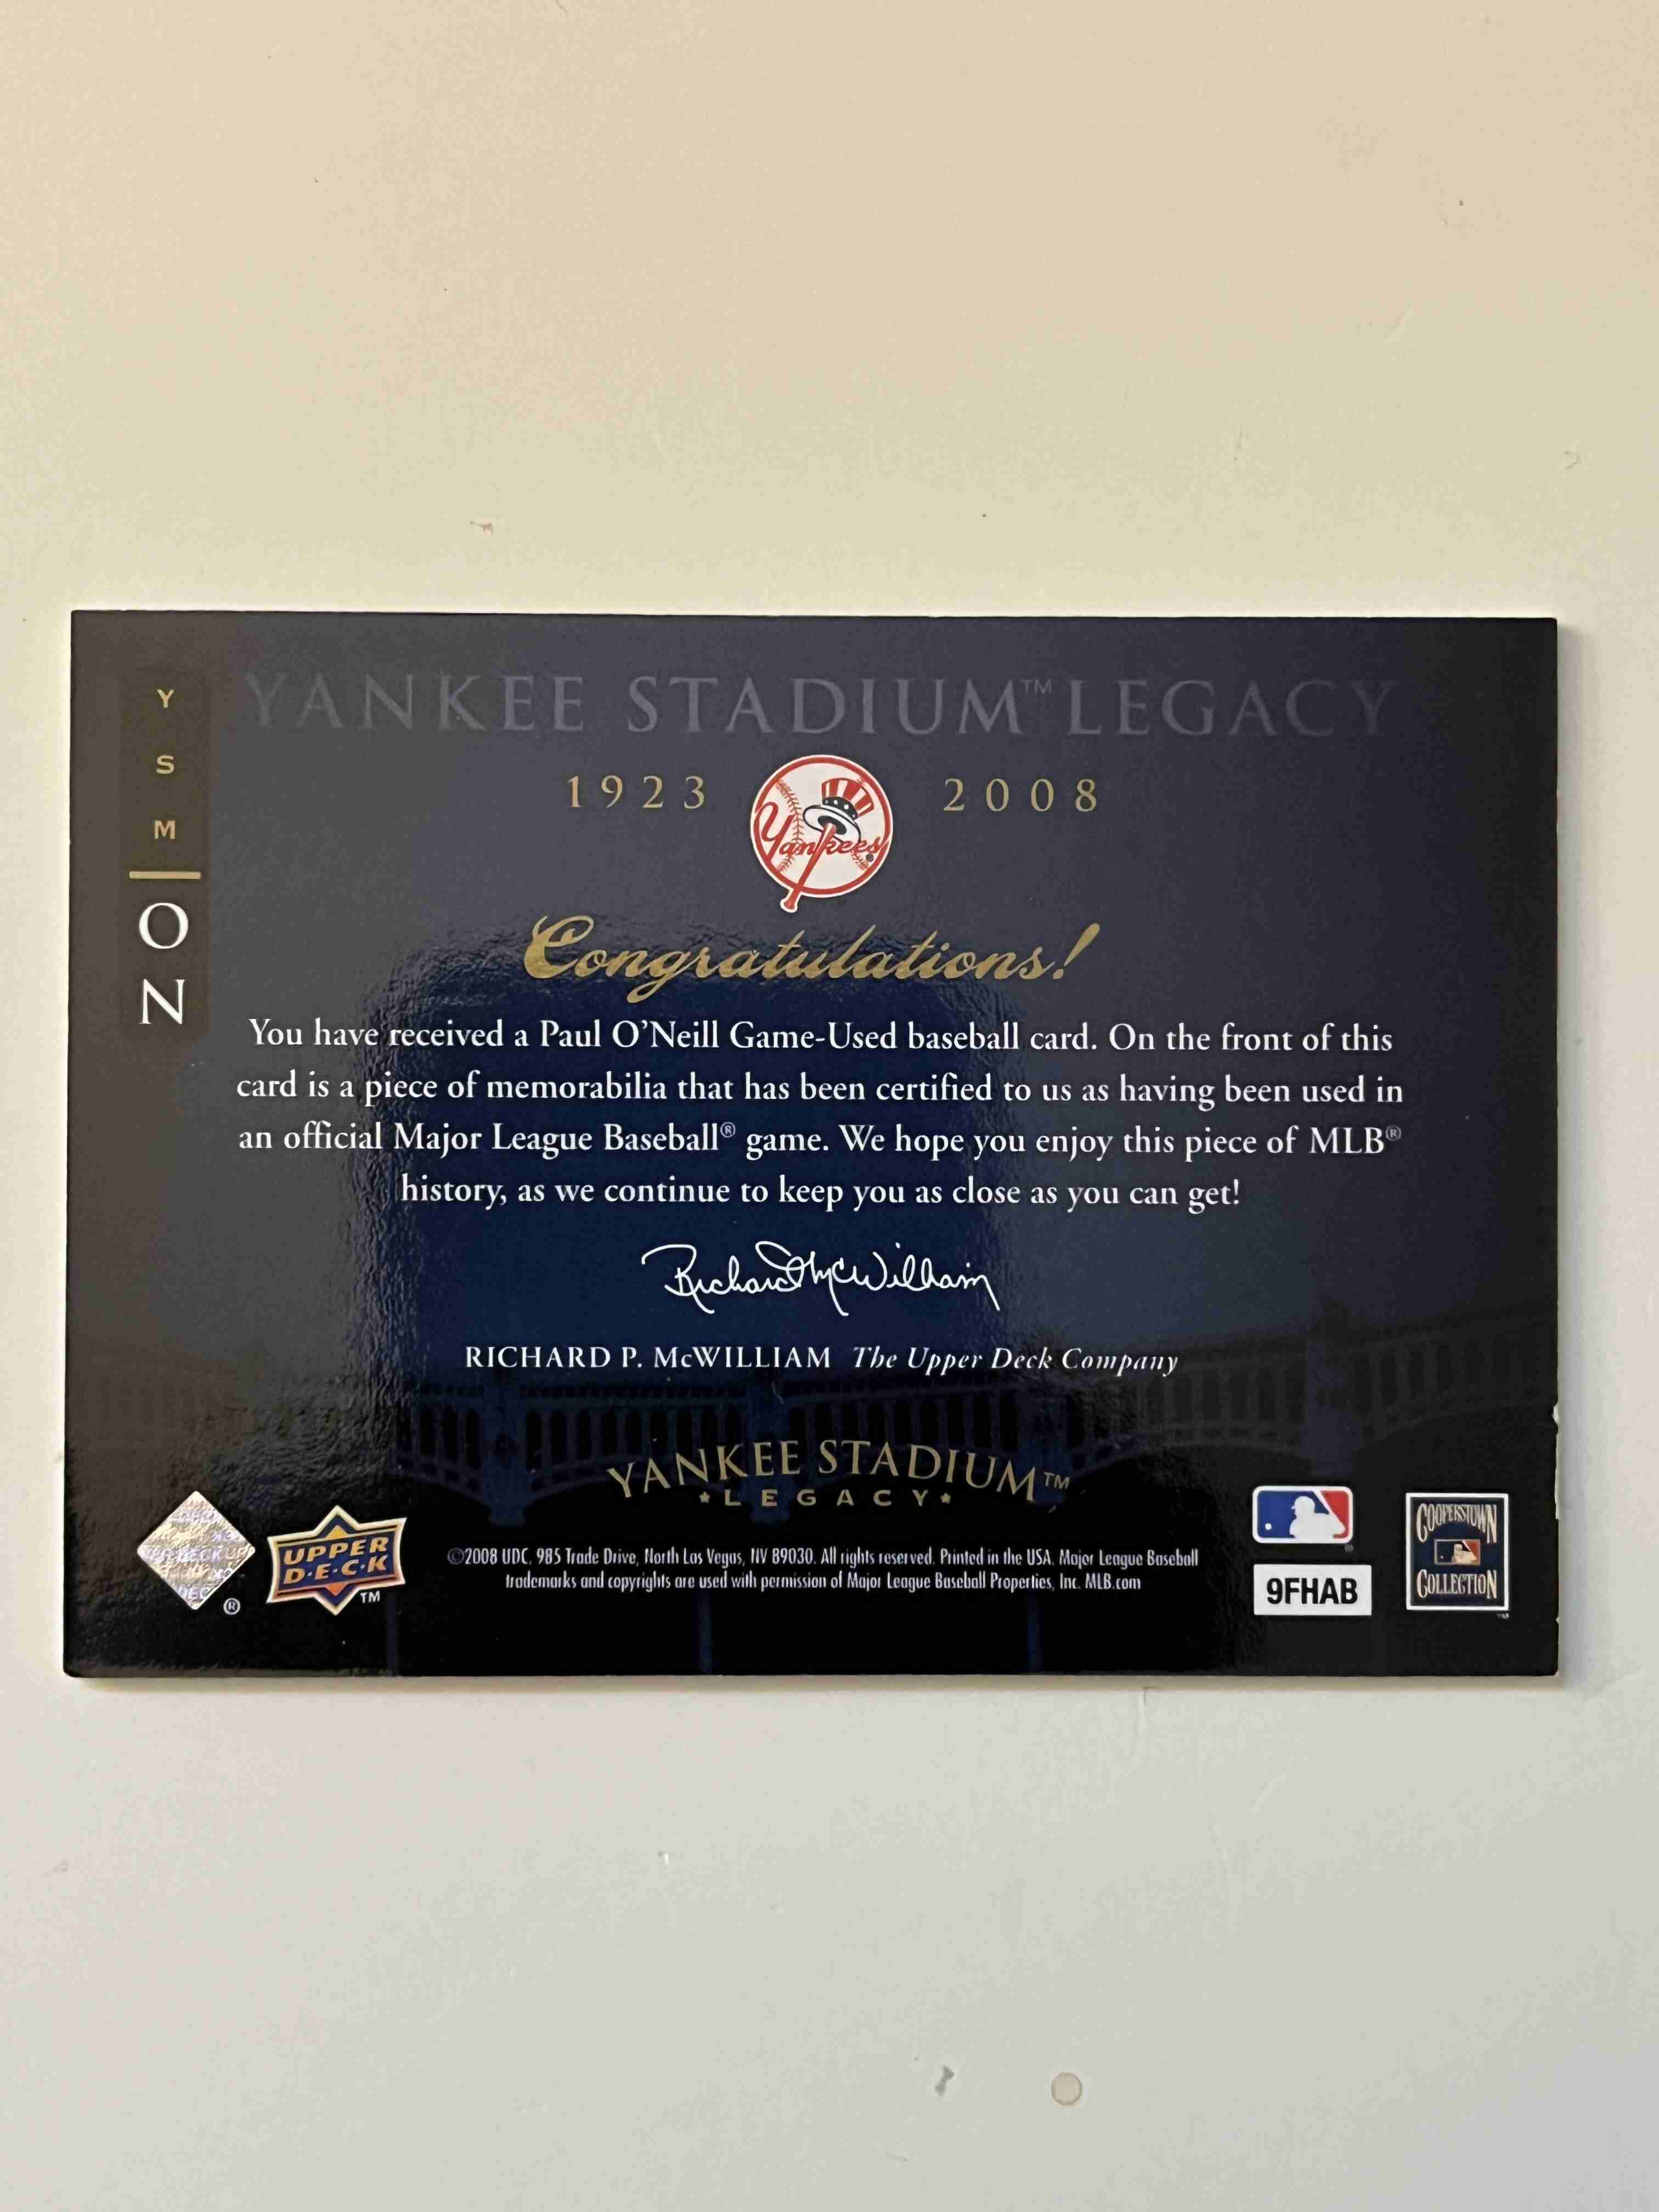 YANKEE STADIUM™ LEGACY
Y
S
M
O
N
1923 2008
Yankees®
Congratulations!
You have received a Paul O'Neill Game-Used baseball card. On the front of this
card is a piece of memorabilia that has been certified to us as having been used in
an official Major League Baseball® game. We hope you enjoy this piece of MLB®
history, as we continue to keep you as close as you can get!
Richard McWilliam
RICHARD P. McWILLIAM The Upper Deck Company
YANKEE STADIUM™
★LEGACY★
UPPER
D·E·C·K
™
®
©2008 UDC, 985 Trade Drive, North Las Vegas, NV 89030. All rights reserved. Printed in the USA. Major League Baseball
trademarks and copyrights are used with permission of Major League Baseball Properties, Inc. MLB.com
9FHAB
COOPERSTOWN
COLLECTION